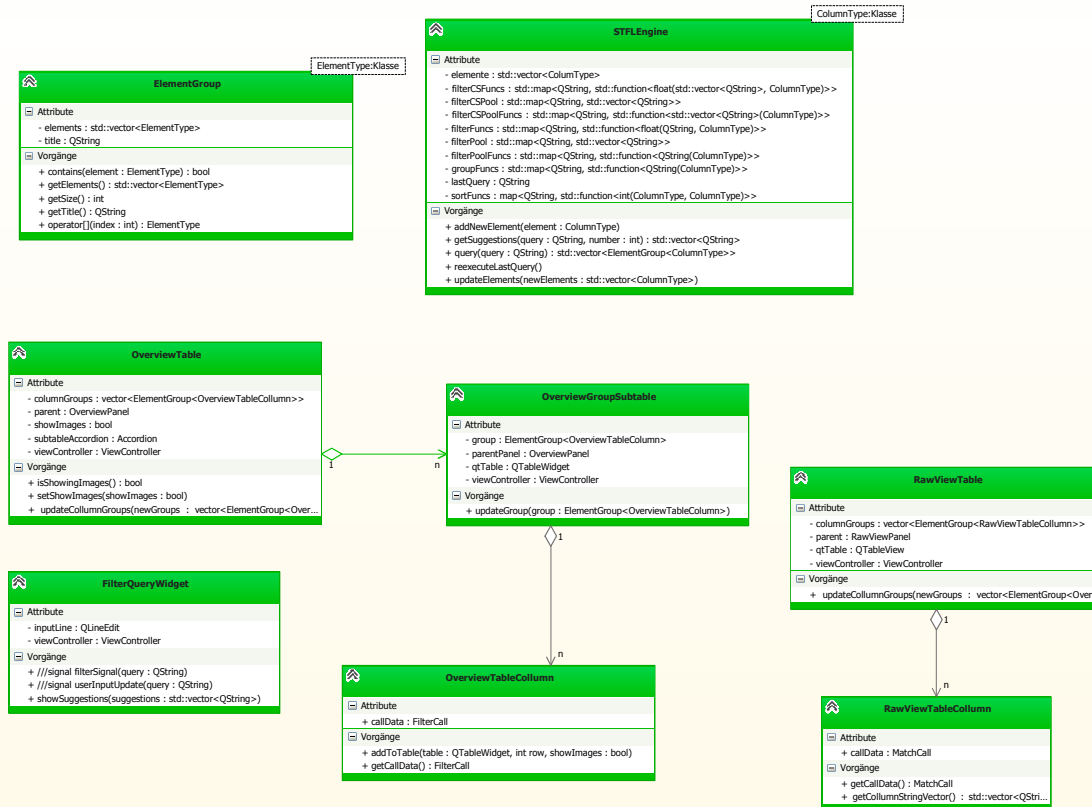 ColumnType:Klasse
STFLEngine
Attribute
- elemente : std::vector<ColumType>
- filterCSFuncs : std::map<QString, std::function<float(std::vector<QString>, ColumnType)>>
- filterCSPool : std::map<QString, std::vector<QString>>
- filterCSPoolFuncs : std::map<QString, std::function<std::vector<QString>(ColumnType)>>
- filterFuncs : std::map<QString, std::function<float(QString, ColumnType)>>
- filterPool : std::map<QString, std::vector<QString>>
- filterPoolFuncs : std::map<QString, std::function<QString(ColumnType)>>
- groupFuncs : std::map<QString, std::function<QString(ColumnType)>>
- lastQuery : QString
- sortFuncs : map<QString, std::function<int(ColumnType, ColumnType)>>
Vorgänge
+ addNewElement(element : ColumnType)
+ getSuggestions(query : QString, number : int) : std::vector<QString>
+ query(query : QString) : std::vector<ElementGroup<ColumnType>>
+ reexecuteLastQuery()
+ updateElements(newElements : std::vector<ColumnType>)
ElementType:Klasse
ElementGroup
Attribute
- elements : std::vector<ElementType>
- title : QString
Vorgänge
+ contains(element : ElementType) : bool
+ getElements() : std::vector<ElementType>
+ getSize() : int
+ getTitle() : QString
+ operator[](index : int) : ElementType
OverviewTable
Attribute
- columnGroups : vector<ElementGroup<OverviewTableCollumn>>
- parent : OverviewPanel
- showImages : bool
- subtableAccordion : Accordion
- viewController : ViewController
Vorgänge
+ isShowingImages() : bool
+ setShowImages(showImages : bool)
+ updateColumnGroups(newGroups : vector<ElementGroup<Over...
1
n
OverviewGroupSubtable
Attribute
- group : ElementGroup<OverviewTableColumn>
- parentPanel : OverviewPanel
- qtTable : QTableWidget
- viewController : ViewController
Vorgänge
+ updateGroup(group : ElementGroup<OverviewTableColumn>)
1
n
RawViewTable
Attribute
- columnGroups : vector<ElementGroup<RawViewTableCollumn>>
- parent : RawViewPanel
- qtTable : QTableView
- viewController : ViewController
Vorgänge
+ updateCollumnGroups(newGroups : vector<ElementGroup<Over
1
n
FilterQueryWidget
Attribute
- inputLine : QLineEdit
- viewController : ViewController
Vorgänge
+ ///signal filterSignal(query : QString)
+ ///signal userInputUpdate(query : QString)
+ showSuggestions(suggestions : std::vector<QString>)
OverviewTableCollumn
Attribute
+ callData : FilterCall
Vorgänge
+ addToTable(table : QTableWidget, int row, showImages : bool)
+ getCallData() : FilterCall
RawViewTableCollumn
Attribute
+ callData : MatchCall
Vorgänge
+ getCallData() : MatchCall
+ getCollumnStringVector() : std::vector<QStri...